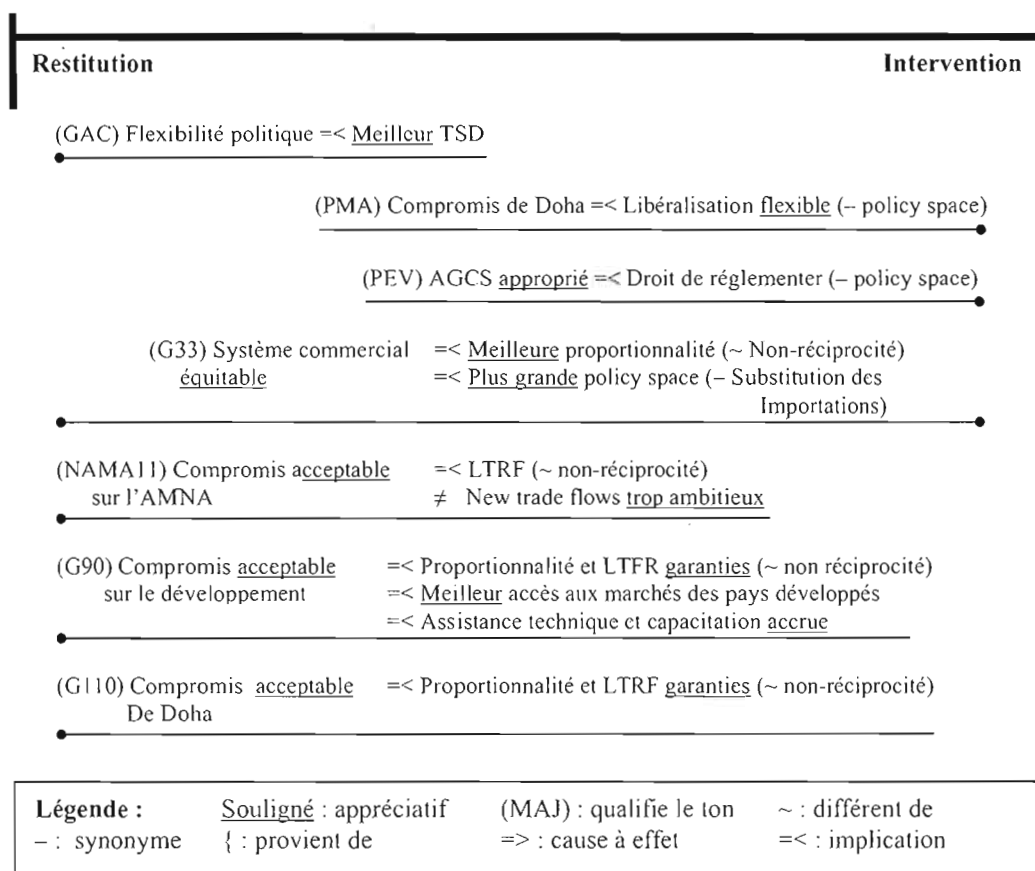 Restitution Intervention
(GAC) Flexibilité politique =< Meilleur TSD
(PMA) Compromis de Doha =< Libéralisation flexible (– policy space)
(PEV) AGCS approprié =< Droit de réglementer (– policy space)
(G33) Système commercial =< Meilleure proportionnalité (~ Non-réciprocité)
équitable =< Plus grande policy space (– Substitution des
Importations)
(NAMA11) Compromis acceptable =< LTRF (~ non-réciprocité)
sur l'AMNA ≠ New trade flows trop ambitieux
(G90) Compromis acceptable =< Proportionnalité et LTFR garanties (~ non réciprocité)
sur le développement =< Meilleur accès aux marchés des pays développés
=< Assistance technique et capacitation accrue
(G110) Compromis acceptable =< Proportionnalité et LTRF garanties (~ non-réciprocité)
De Doha
Légende : Souligné : appréciatif (MAJ) : qualifie le ton ~ : différent de
– : synonyme { : provient de => : cause à effet =< : implication